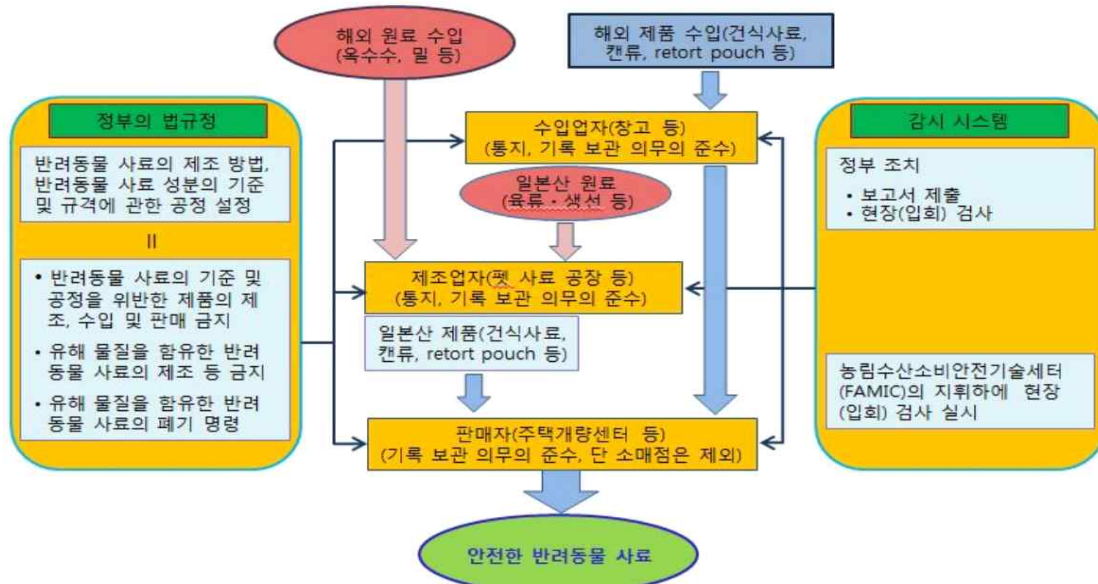 해외 원료 수입
(옥수수, 밀 등)
해외 제품 수입(건식사료,
캔류, retort pouch 등)
정부의 법규정
반려동물 사료의 제조 방법,
반려동물 사료 성분의 기준
및 규격에 관한 공정 설정
=
• 반려동물 사료의 기준 및
공정을 위반한 제품의 제
조, 수입 및 판매 금지
• 유해 물질을 함유한 반려
동물 사료의 제조 등 금지
• 유해 물질을 함유한 반려
동물 사료의 폐기 명령
수입업자(창고 등)
(통지, 기록 보관 의무의 준수)
일본산 원료
(육류・생선 등)
제조업자(펫 사료 공장 등)
(통지, 기록 보관 의무의 준수)
일본산 제품(건식사료,
캔류, retort pouch 등)
판매자(주택개량센터 등)
(기록 보관 의무의 준수, 단 소매점은 제외)
안전한 반려동물 사료
감시 시스템
정부 조치
• 보고서 제출
• 현장(입회) 검사
농림수산소비안전기술세터
(FAMIC)의 지휘하에 현장
(입회) 검사 실시